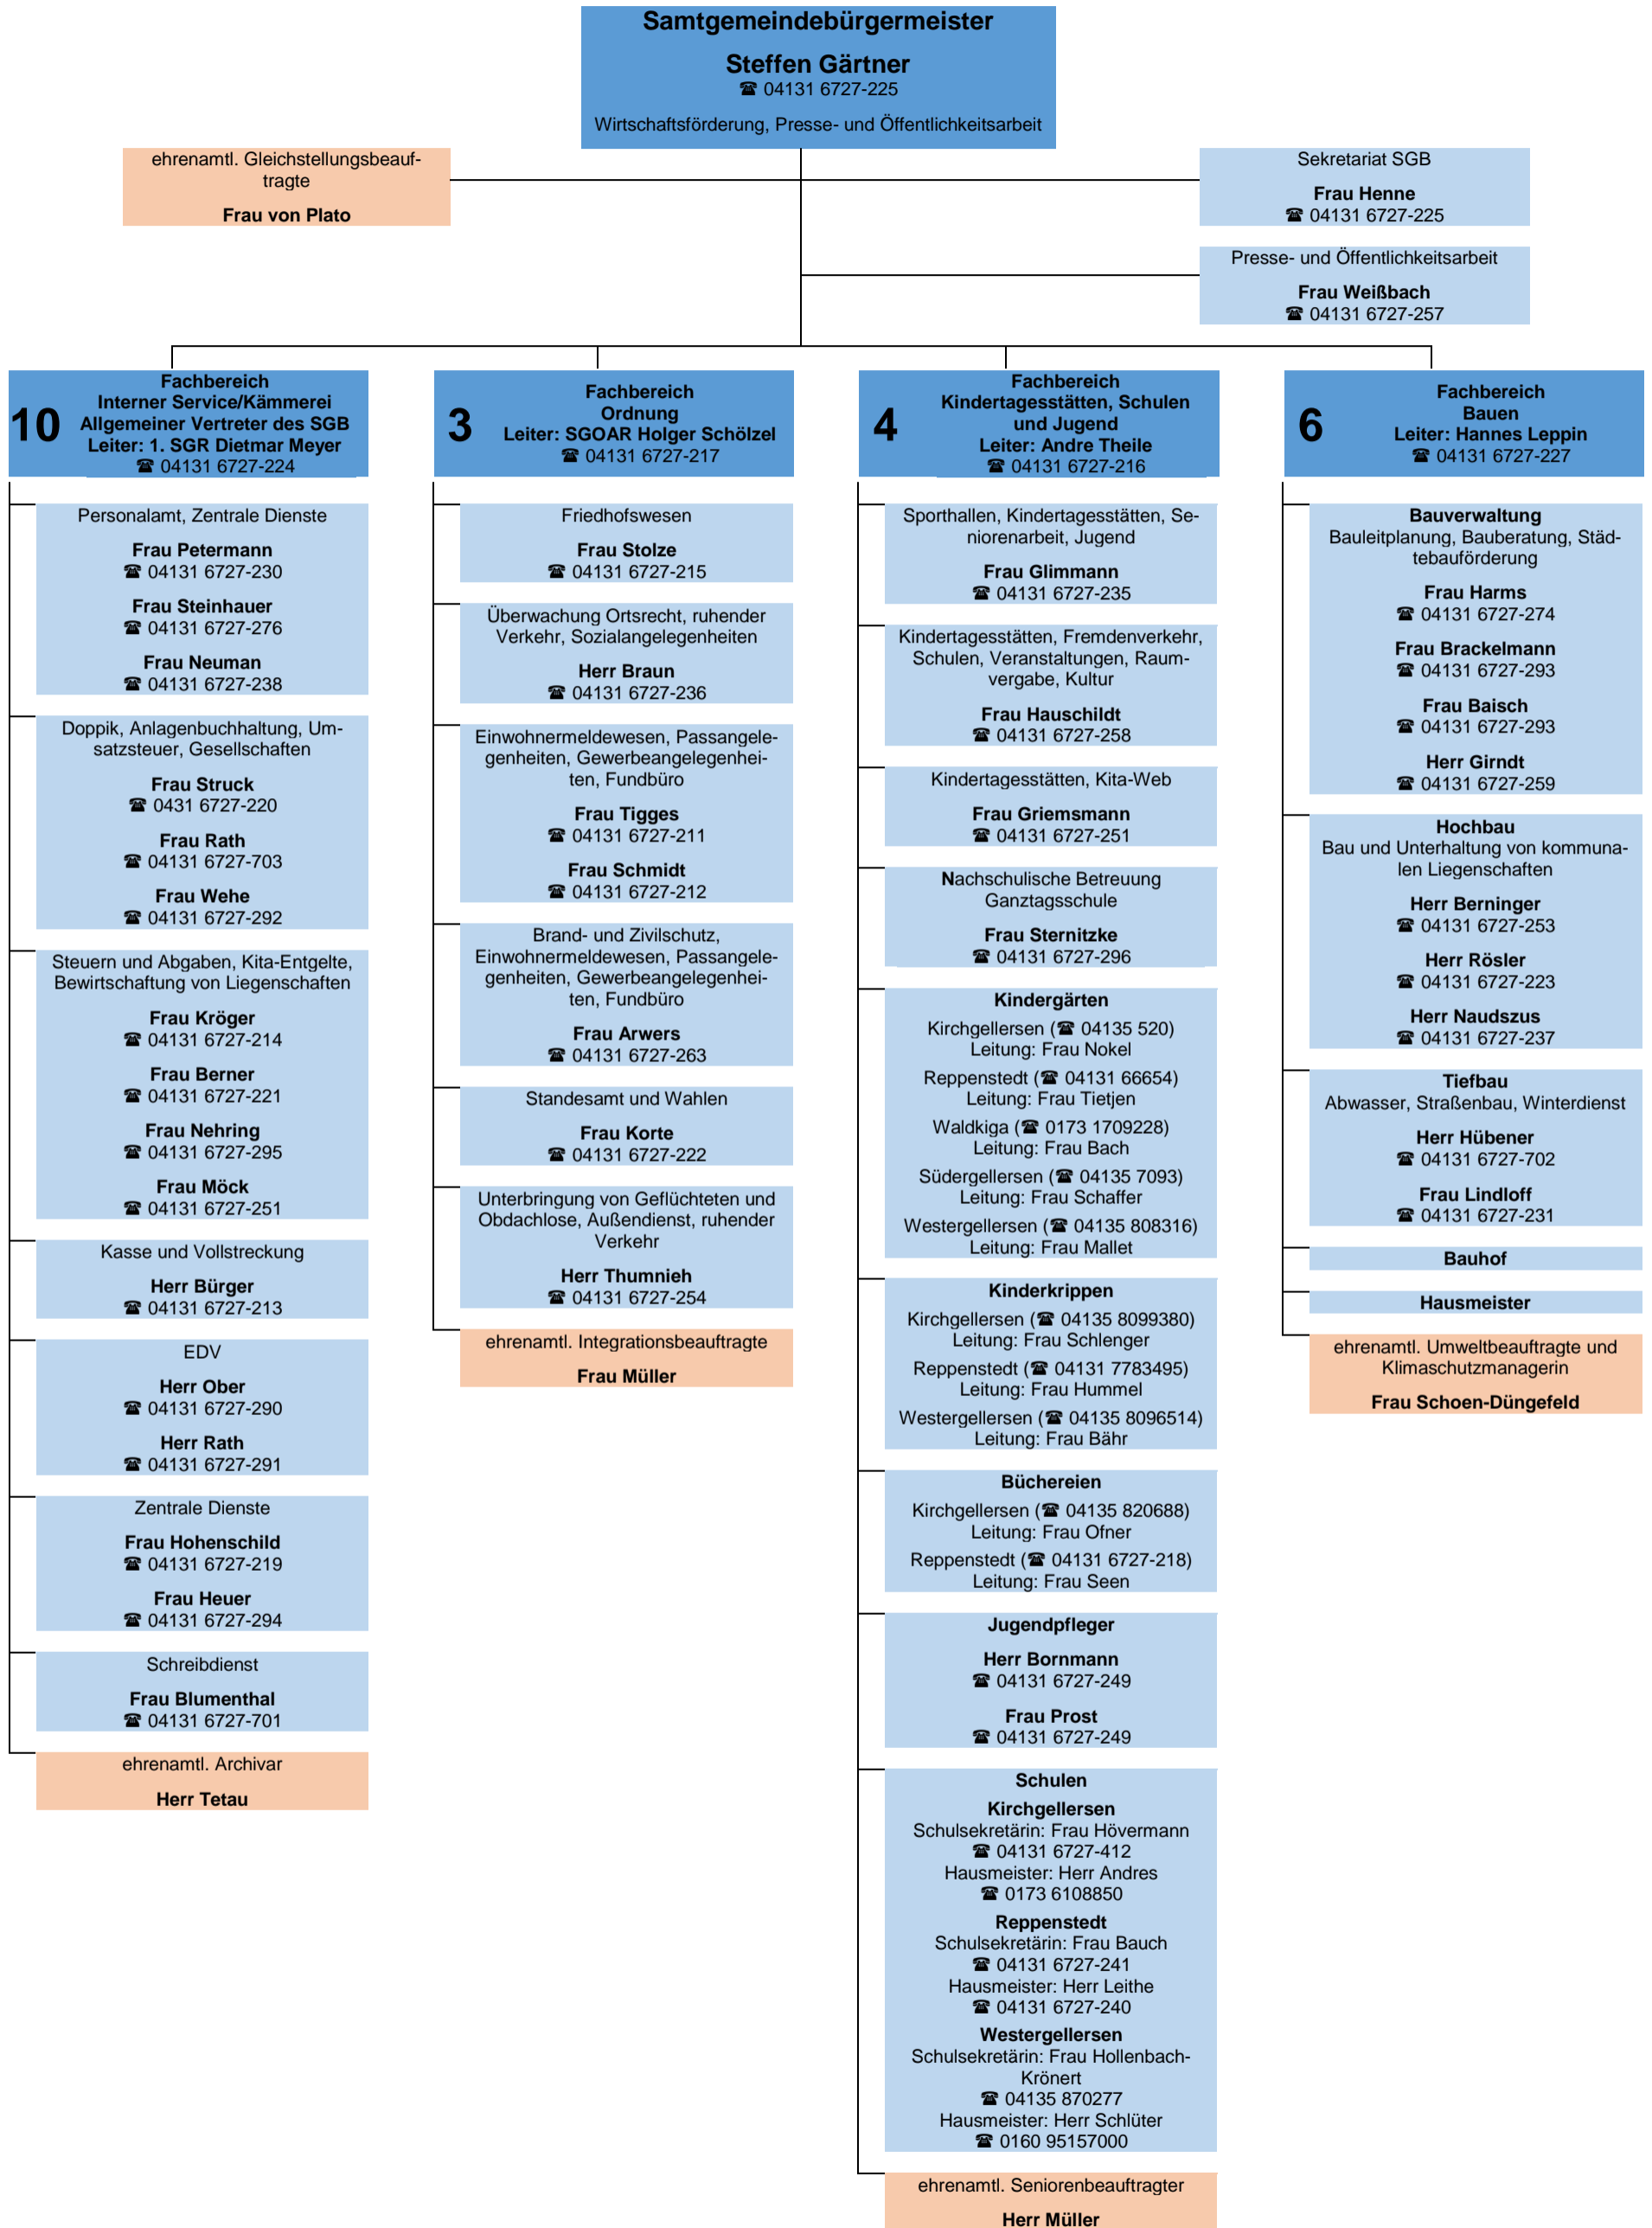 Samtgemeindebürgermeister
Steffen Gärtner
☎ 04131 6727-225
Wirtschaftsförderung, Presse- und Öffentlichkeitsarbeit
ehrenamtl. Gleichstellungsbeauf-
tragte
Frau von Plato
Sekretariat SGB
Frau Henne
☎ 04131 6727-225
Presse- und Öffentlichkeitsarbeit
Frau Weißbach
☎ 04131 6727-257
10
Fachbereich
Interner Service/Kämmerei
Allgemeiner Vertreter des SGB
Leiter: 1. SGR Dietmar Meyer
☎ 04131 6727-224
Personalamt, Zentrale Dienste
Frau Petermann
☎ 04131 6727-230
Frau Steinhauer
☎ 04131 6727-276
Frau Neuman
☎ 04131 6727-238
Doppik, Anlagenbuchhaltung, Um-
satzsteuer, Gesellschaften
Frau Struck
☎ 0431 6727-220
Frau Rath
☎ 04131 6727-703
Frau Wehe
☎ 04131 6727-292
Steuern und Abgaben, Kita-Entgelte,
Bewirtschaftung von Liegenschaften
Frau Kröger
☎ 04131 6727-214
Frau Berner
☎ 04131 6727-221
Frau Nehring
☎ 04131 6727-295
Frau Möck
☎ 04131 6727-251
Kasse und Vollstreckung
Herr Bürger
☎ 04131 6727-213
EDV
Herr Ober
☎ 04131 6727-290
Herr Rath
☎ 04131 6727-291
Zentrale Dienste
Frau Hohenschild
☎ 04131 6727-219
Frau Heuer
☎ 04131 6727-294
Schreibdienst
Frau Blumenthal
☎ 04131 6727-701
ehrenamtl. Archivar
Herr Tetau
3
Fachbereich
Ordnung
Leiter: SGOAR Holger Schölzel
☎ 04131 6727-217
Friedhofswesen
Frau Stolze
☎ 04131 6727-215
Überwachung Ortsrecht, ruhender
Verkehr, Sozialangelegenheiten
Herr Braun
☎ 04131 6727-236
Einwohnermeldewesen, Passangele-
genheiten, Gewerbeangelegenhei-
ten, Fundbüro
Frau Tigges
☎ 04131 6727-211
Frau Schmidt
☎ 04131 6727-212
Brand- und Zivilschutz,
Einwohnermeldewesen, Passangele-
genheiten, Gewerbeangelegenhei-
ten, Fundbüro
Frau Arwers
☎ 04131 6727-263
Standesamt und Wahlen
Frau Korte
☎ 04131 6727-222
Unterbringung von Geflüchteten und
Obdachlose, Außendienst, ruhender
Verkehr
Herr Thumnieh
☎ 04131 6727-254
ehrenamtl. Integrationsbeauftragte
Frau Müller
4
Fachbereich
Kindertagesstätten, Schulen
und Jugend
Leiter: Andre Theile
☎ 04131 6727-216
Sporthallen, Kindertagesstätten, Se-
niorenarbeit, Jugend
Frau Glimmann
☎ 04131 6727-235
Kindertagesstätten, Fremdenverkehr,
Schulen, Veranstaltungen, Raum-
vergabe, Kultur
Frau Hauschildt
☎ 04131 6727-258
Kindertagesstätten, Kita-Web
Frau Griemsmann
☎ 04131 6727-251
Nachschulische Betreuung
Ganztagsschule
Frau Sternitzke
☎ 04131 6727-296
Kindergärten
Kirchgellersen (☎ 04135 520)
Leitung: Frau Nokel
Reppenstedt (☎ 04131 66654)
Leitung: Frau Tietjen
Waldkiga (☎ 0173 1709228)
Leitung: Frau Bach
Südergellersen (☎ 04135 7093)
Leitung: Frau Schaffer
Westergellersen (☎ 04135 808316)
Leitung: Frau Mallet
Kinderkrippen
Kirchgellersen (☎ 04135 8099380)
Leitung: Frau Schlenger
Reppenstedt (☎ 04131 7783495)
Leitung: Frau Hummel
Westergellersen (☎ 04135 8096514)
Leitung: Frau Bähr
Büchereien
Kirchgellersen (☎ 04135 820688)
Leitung: Frau Ofner
Reppenstedt (☎ 04131 6727-218)
Leitung: Frau Seen
Jugendpfleger
Herr Bornmann
☎ 04131 6727-249
Frau Prost
☎ 04131 6727-249
Schulen
Kirchgellersen
Schulsekretärin: Frau Hövermann
☎ 04131 6727-412
Hausmeister: Herr Andres
☎ 0173 6108850
Reppenstedt
Schulsekretärin: Frau Bauch
☎ 04131 6727-241
Hausmeister: Herr Leithe
☎ 04131 6727-240
Westergellersen
Schulsekretärin: Frau Hollenbach-
Krönert
☎ 04135 870277
Hausmeister: Herr Schlüter
☎ 0160 95157000
ehrenamtl. Seniorenbeauftragter
Herr Müller
6
Fachbereich
Bauen
Leiter: Hannes Leppin
☎ 04131 6727-227
Bauverwaltung
Bauleitplanung, Bauberatung, Städ-
tebauförderung
Frau Harms
☎ 04131 6727-274
Frau Brackelmann
☎ 04131 6727-293
Frau Baisch
☎ 04131 6727-293
Herr Girndt
☎ 04131 6727-259
Hochbau
Bau und Unterhaltung von kommuna-
len Liegenschaften
Herr Berninger
☎ 04131 6727-253
Herr Rösler
☎ 04131 6727-223
Herr Naudszus
☎ 04131 6727-237
Tiefbau
Abwasser, Straßenbau, Winterdienst
Herr Hübener
☎ 04131 6727-702
Frau Lindloff
☎ 04131 6727-231
Bauhof
Hausmeister
ehrenamtl. Umweltbeauftragte und
Klimaschutzmanagerin
Frau Schoen-Düngefeld